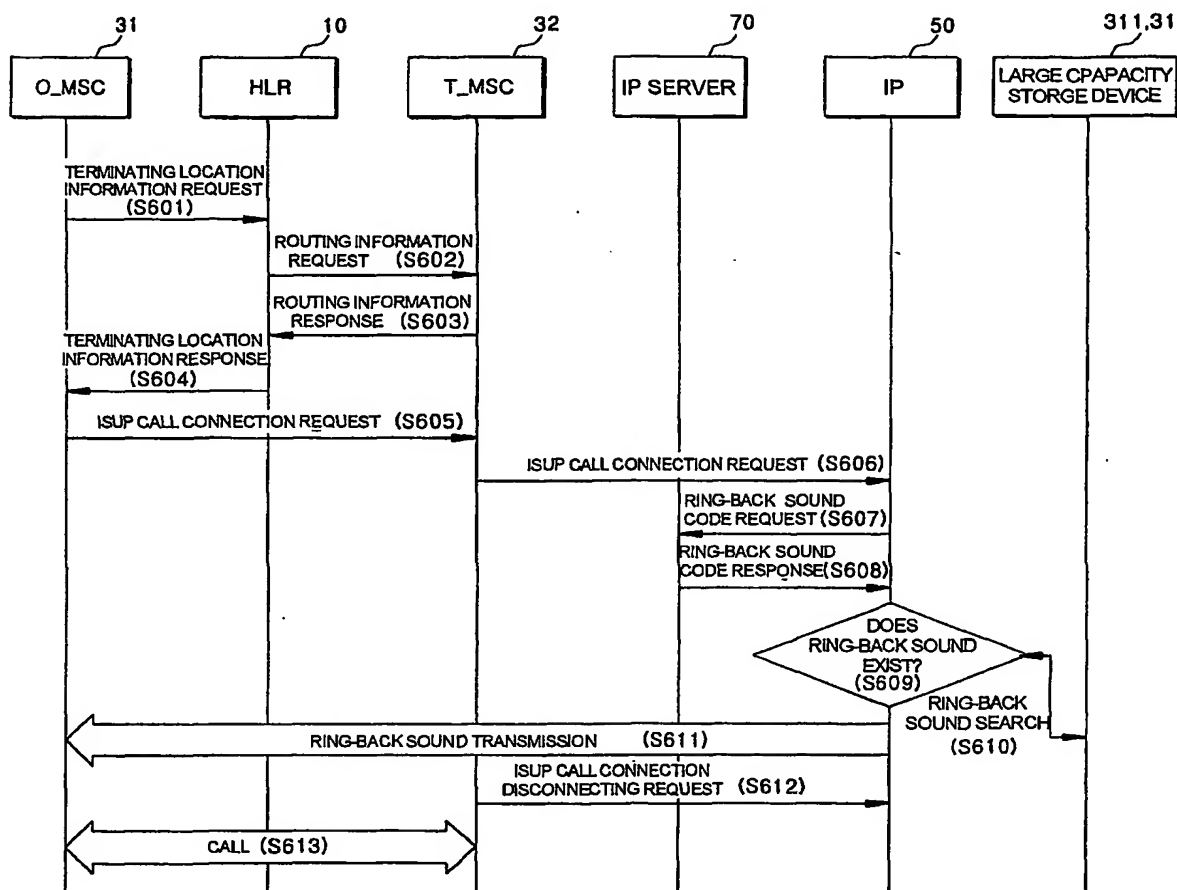 31
10
32
70
50
311,31
O_MSC
HLR
T_MSC
IP SERVER
IP
LARGE CPAPACITY
STORGE DEVICE
TERMINATING LOCATION
INFORMATION REQUEST
(S601)
ROUTING INFORMATION
REQUEST (S602)
ROUTING INFORMATION
RESPONSE (S603)
TERMINATING LOCATION
INFORMATION RESPONSE
(S604)
ISUP CALL CONNECTION REQUEST (S605)
ISUP CALL CONNECTION REQUEST (S606)
RING-BACK SOUND
CODE REQUEST(S607)
RING-BACK SOUND
CODE RESPONSE(S608)
DOES
RING-BACK SOUND
EXIST?
(S609)
RING-BACK
SOUND SEARCH
(S610)
RING-BACK SOUND TRANSMISSION (S611)
ISUP CALL CONNECTION
DISCONNECTING REQUEST (S612)
CALL (S613)